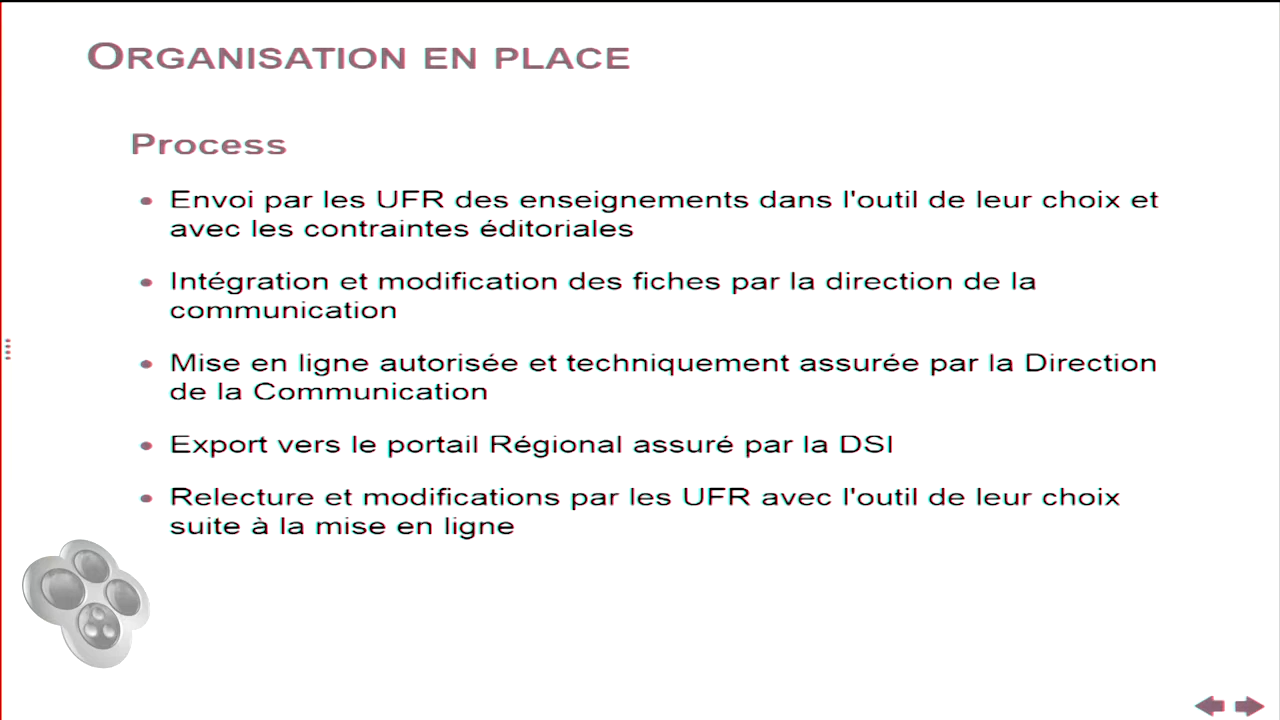 ORGANISATION EN PLACE
Process
Envoi par les UFR des enseignements dans l'outil de leur choix et
avec les contraintes éditoriales
Intégration et modification des fiches par la direction de la
communication
Mise en ligne autorisée et techniquement assurée par la Direction
de la Communication
Export vers le portail Régional assuré par la DSI
Relecture et modifications par les UFR avec l'outil de leur choix
suite à la mise en ligne